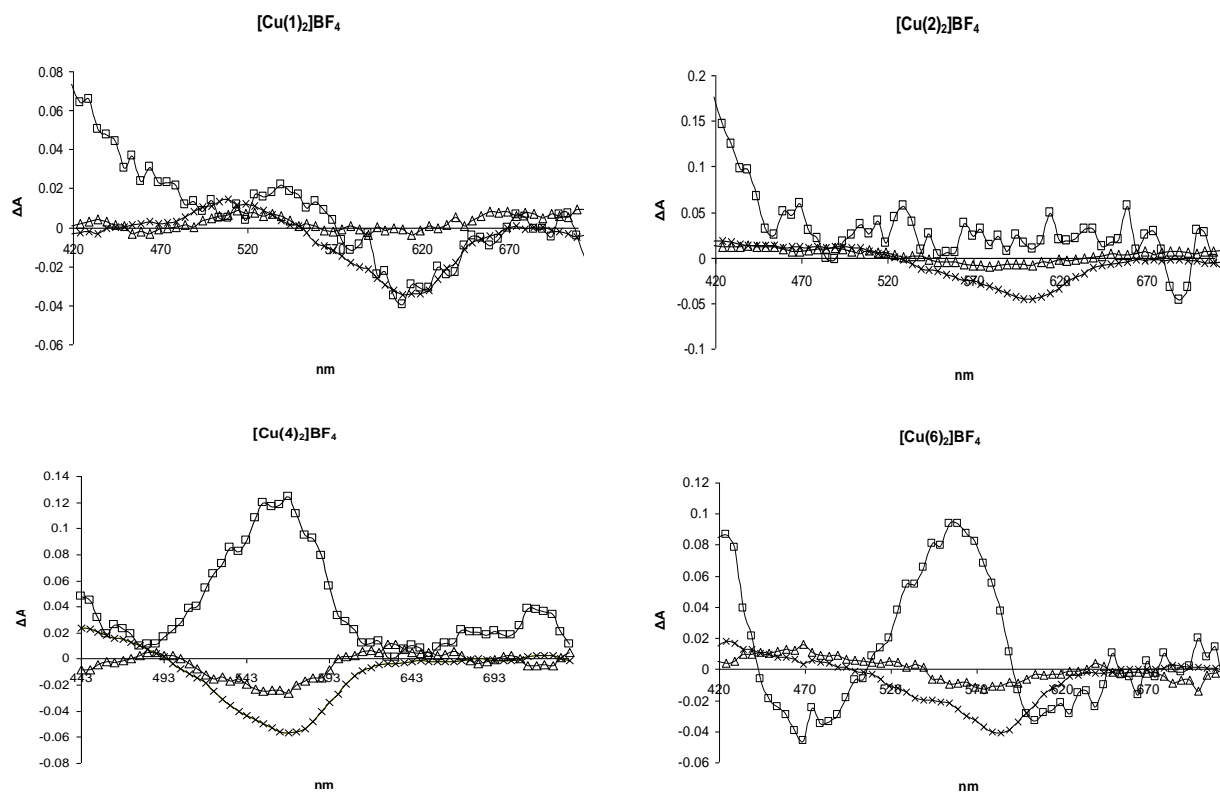 [Cu(1)₂]BF₄
0.08
0.06
0.04
0.02
0
-0.02
-0.04
-0.06
420 470 520 570 620 670
ΔA
nm
[Cu(2)₂]BF₄
0.2
0.15
0.1
0.05
0
-0.05
-0.1
420 470 520 570 620 670
ΔA
nm
[Cu(4)₂]BF₄
0.14
0.12
0.1
0.08
0.06
0.04
0.02
0
-0.02
-0.04
-0.06
-0.08
443 493 543 593 643 693
ΔA
nm
[Cu(6)₂]BF₄
0.12
0.1
0.08
0.06
0.04
0.02
0
-0.02
-0.04
-0.06
420 470 520 570 620 670
ΔA
nm